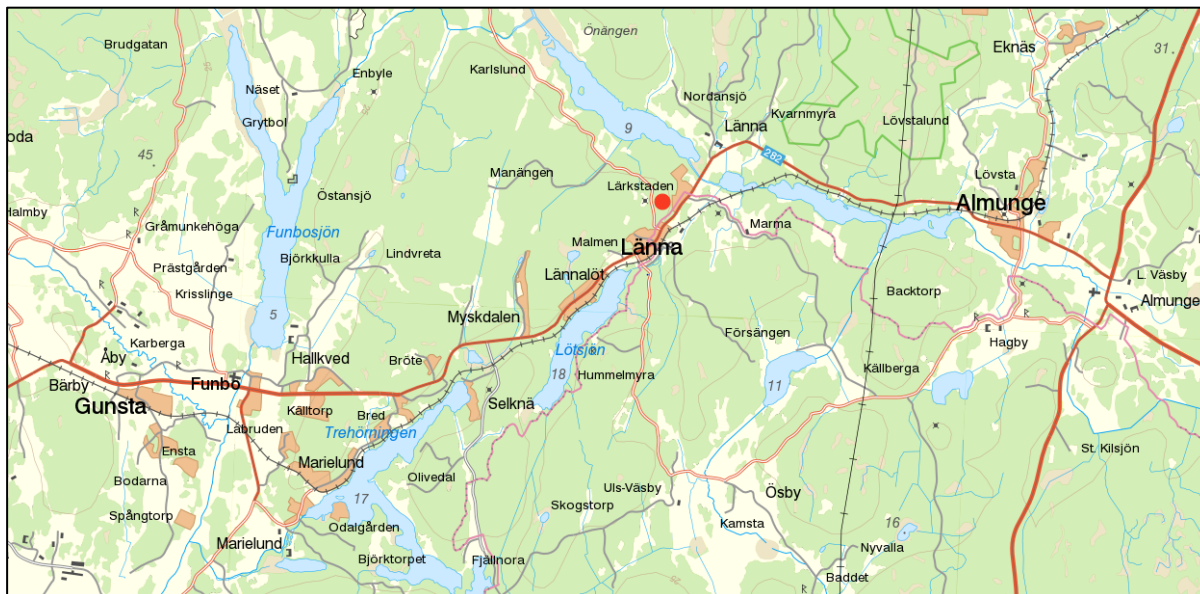 Brudgatan
Enbyle
Karlslund
Önängen
Eknäs
31.
Näset
Grytbol
Nordansjö
Kvarnmyra
Lövstalund
9
Länna
oda
45.
282
Manängen
Lärkstaden
Lövsta
Östansjö
Almunge
Halmby
Gråmunkehöga
Funbosjön
Malmen
Länna
Marma
Björkkulla
Lindvreta
Prästgården
Lännalöt
L. Väsby
Krisslinge
Backtorp
Almunge
5
Myskdalen
Försängen
Karberga
Hagby
Åby
Hallkved
Bröte
Lötsjön
Källberga
Bärby
Funbo
18
Hummelmyra
11
Gunsta
Källtorp
Bred
Selknä
Läbruden
Trehörningen
Ensta
Marielund
St. Kilsjön
Bodarna
Olivedal
Uls-Väsby
Ösby
17
Spångtorp
Skogstorp
Odalgården
Kamsta
16
Marielund
Björktorpet
Fjällnora
Nyvalla
Baddet